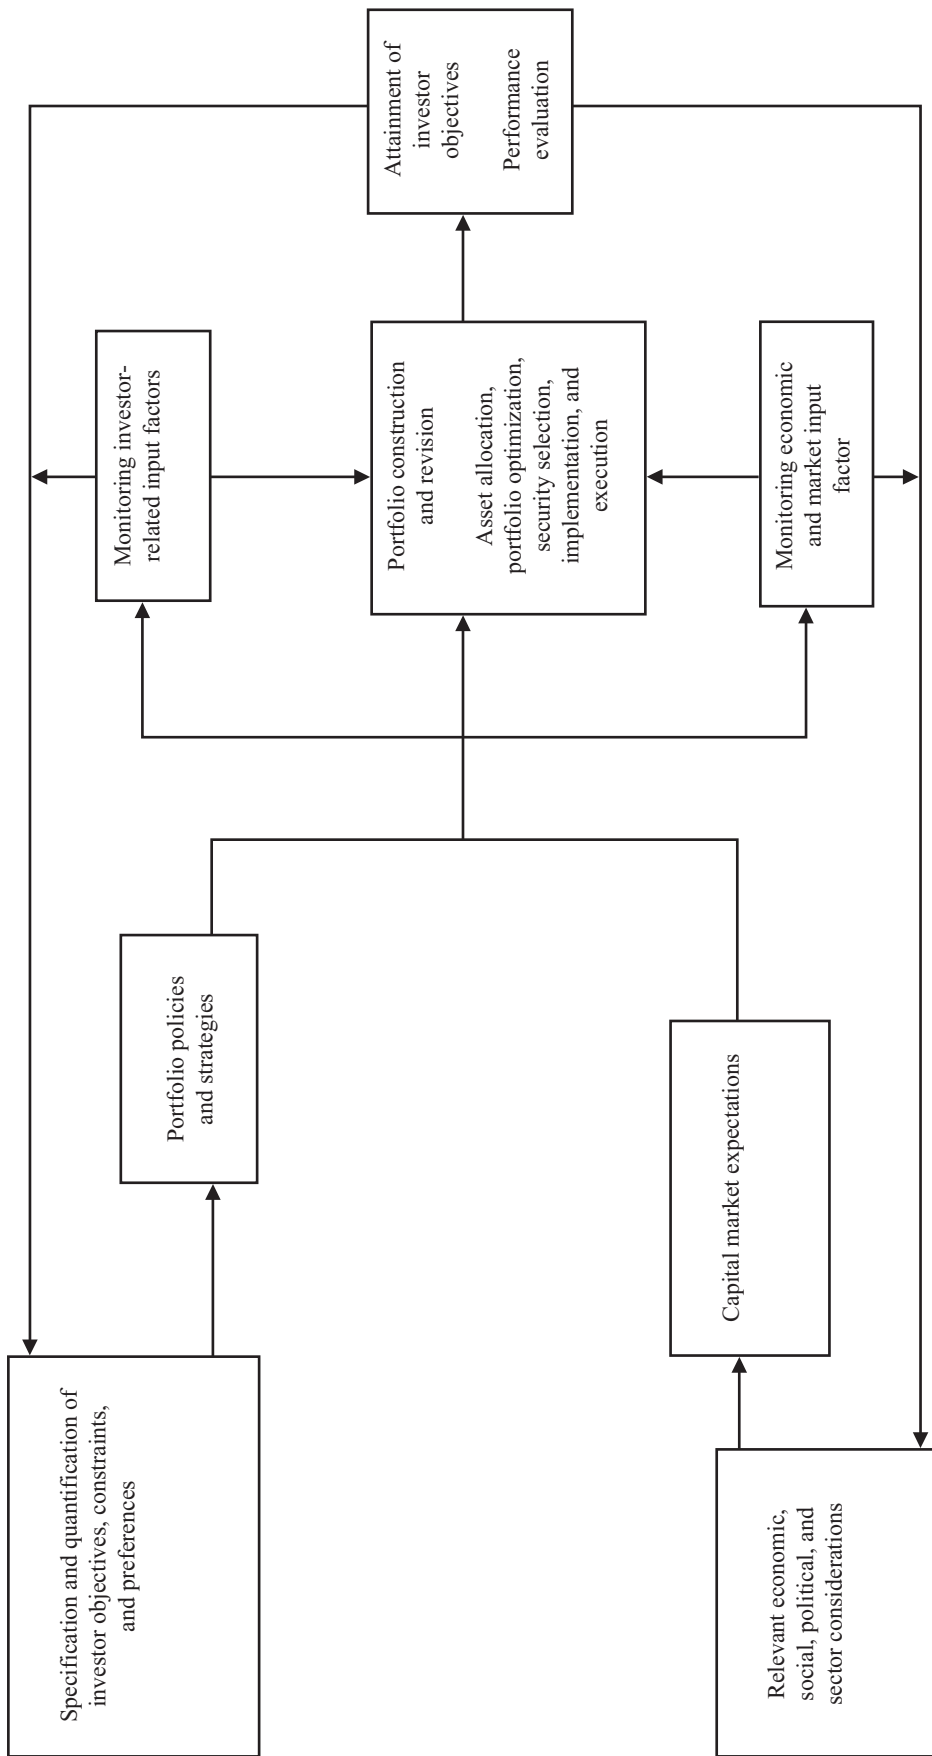 Specification and quantification of
investor objectives, constraints,
and preferences
Portfolio policies
and strategies
Relevant economic,
social, political, and
sector considerations
Capital market expectations
Monitoring investor-
related input factors
Portfolio construction
and revision
Asset allocation,
portfolio optimization,
security selection,
implementation, and
execution
Monitoring economic
and market input
factor
Attainment of
investor
objectives
Performance
evaluation